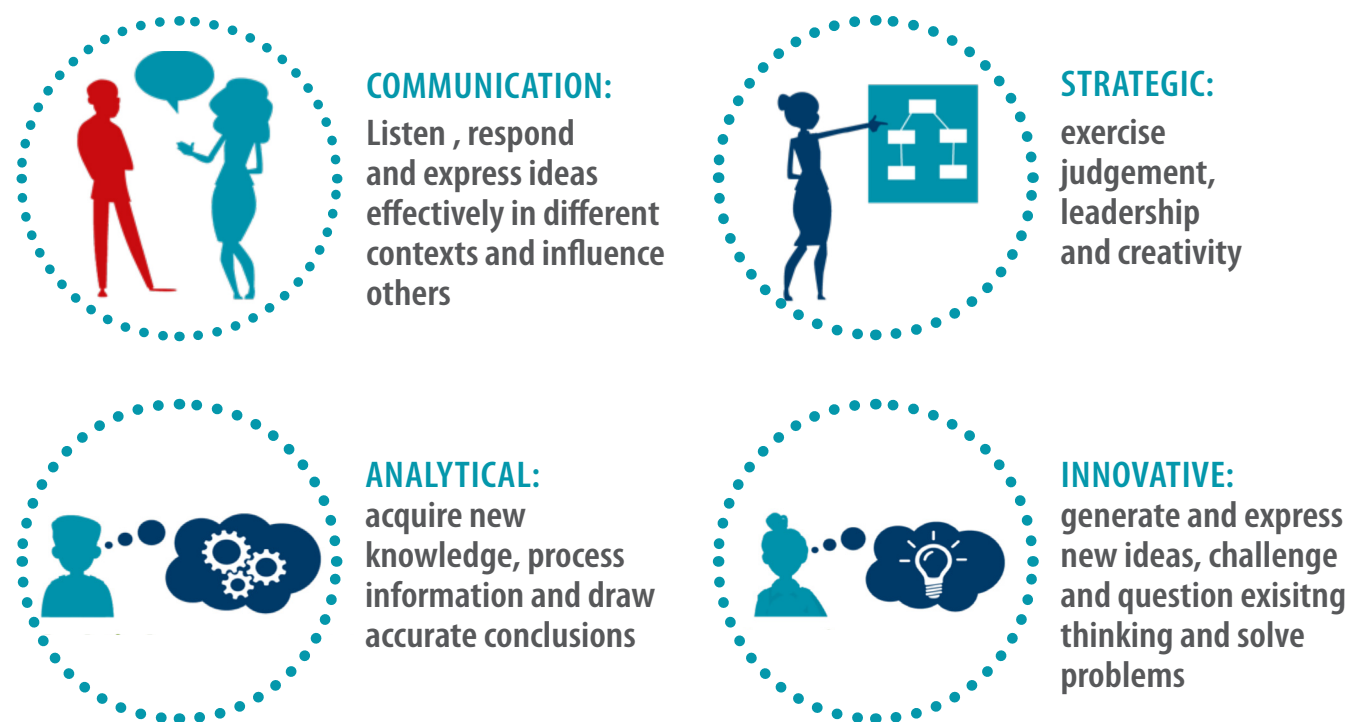 COMMUNICATION:
Listen , respond
and express ideas
effectively in different
contexts and influence
others
STRATEGIC:
exercise
judgement,
leadership
and creativity
ANALYTICAL:
acquire new
knowledge, process
information and draw
accurate conclusions
INNOVATIVE:
generate and express
new ideas, challenge
and question exisitng
thinking and solve
problems